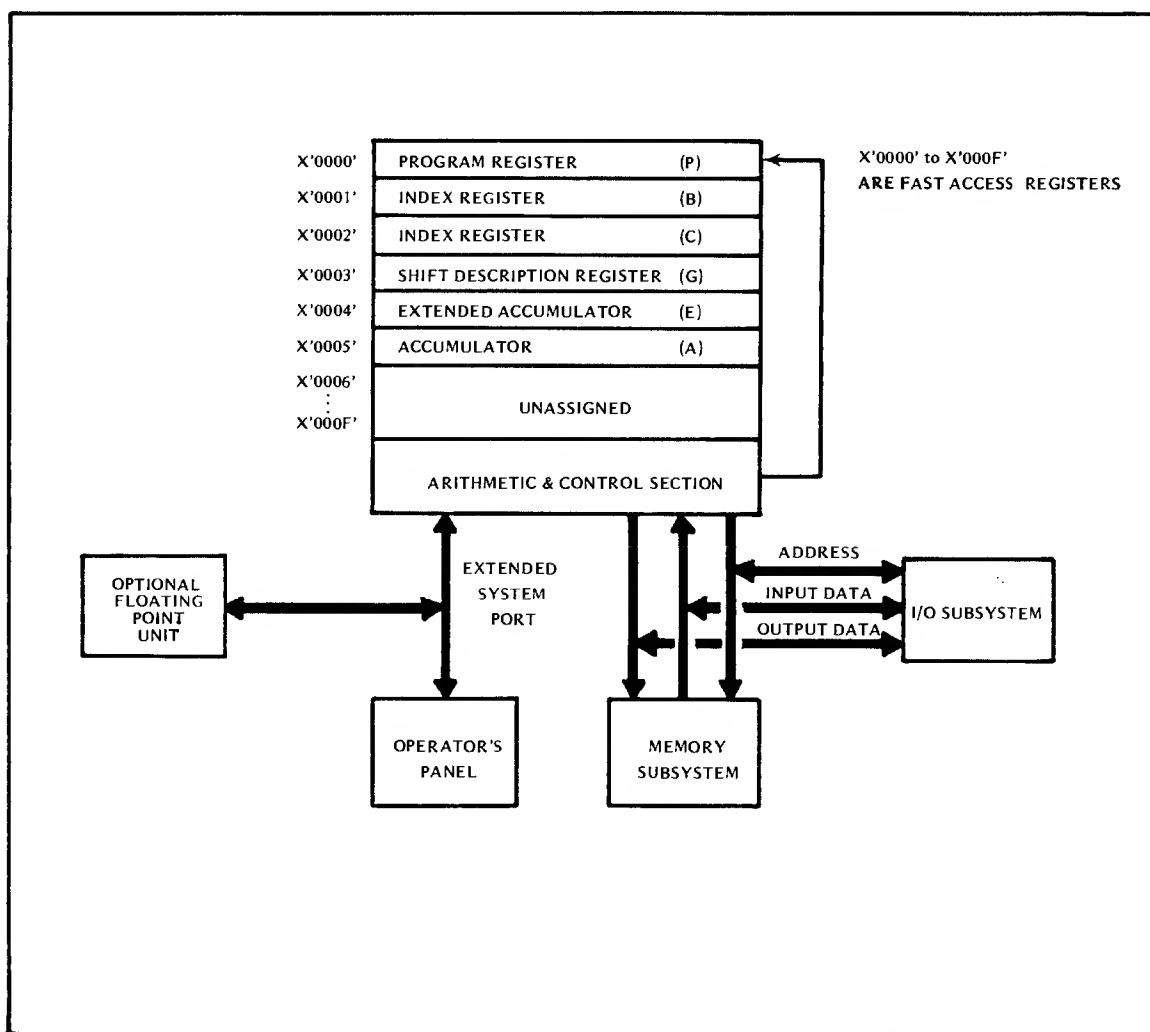 X'0000' PROGRAM REGISTER (P)
X'0001' INDEX REGISTER (B)
X'0002' INDEX REGISTER (C)
X'0003' SHIFT DESCRIPTION REGISTER (G)
X'0004' EXTENDED ACCUMULATOR (E)
X'0005' ACCUMULATOR (A)
X'0006'
X'000F'
UNASSIGNED
ARITHMETIC & CONTROL SECTION
X'0000' to X'000F'
ARE FAST ACCESS REGISTERS
OPTIONAL
FLOATING
POINT
UNIT
EXTENDED
SYSTEM
PORT
ADDRESS
INPUT DATA
OUTPUT DATA
I/O SUBSYSTEM
OPERATOR'S
PANEL
MEMORY
SUBSYSTEM